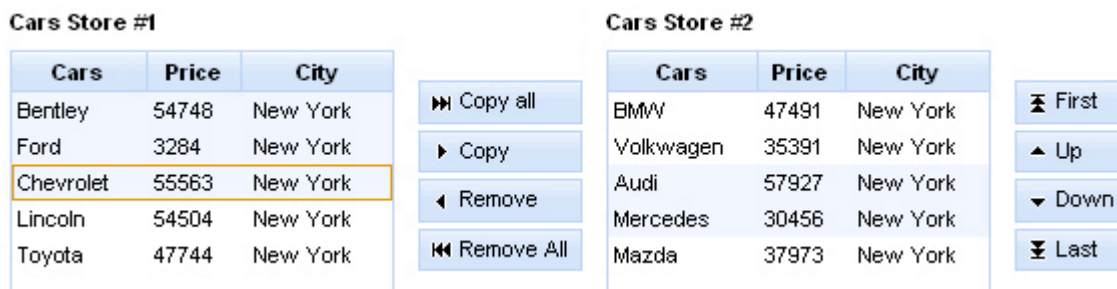 Cars Store #1
Cars Price City
Bentley 54748 New York
Ford 3284 New York
Chevrolet 55563 New York
Lincoln 54504 New York
Toyota 47744 New York
Copy all
Copy
Remove
Remove All
Cars Store #2
Cars Price City
BMW 47491 New York
Volkwagen 35391 New York
Audi 57927 New York
Mercedes 30456 New York
Mazda 37973 New York
First
Up
Down
Last